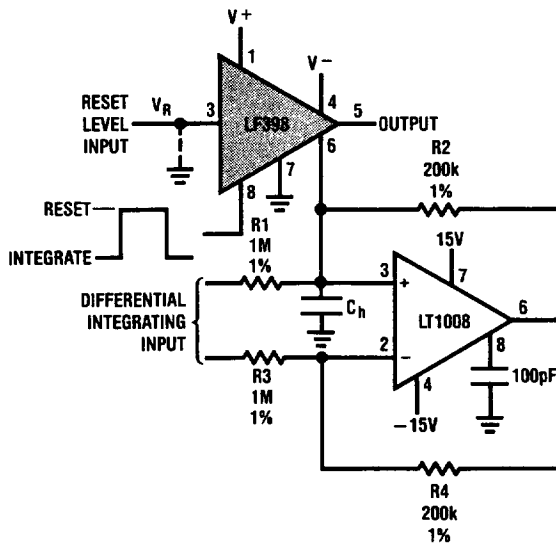 V+
1
V−
RESET
LEVEL
INPUT
VR
3
LF398
4
5
OUTPUT
6
7
8
R2
200k
1%
RESET
INTEGRATE
R1
1M
1%
15V
7
3
+
DIFFERENTIAL
INTEGRATING
INPUT
Ch
LT1008
6
2
−
8
R3
1M
1%
4
−15V
100pF
R4
200k
1%